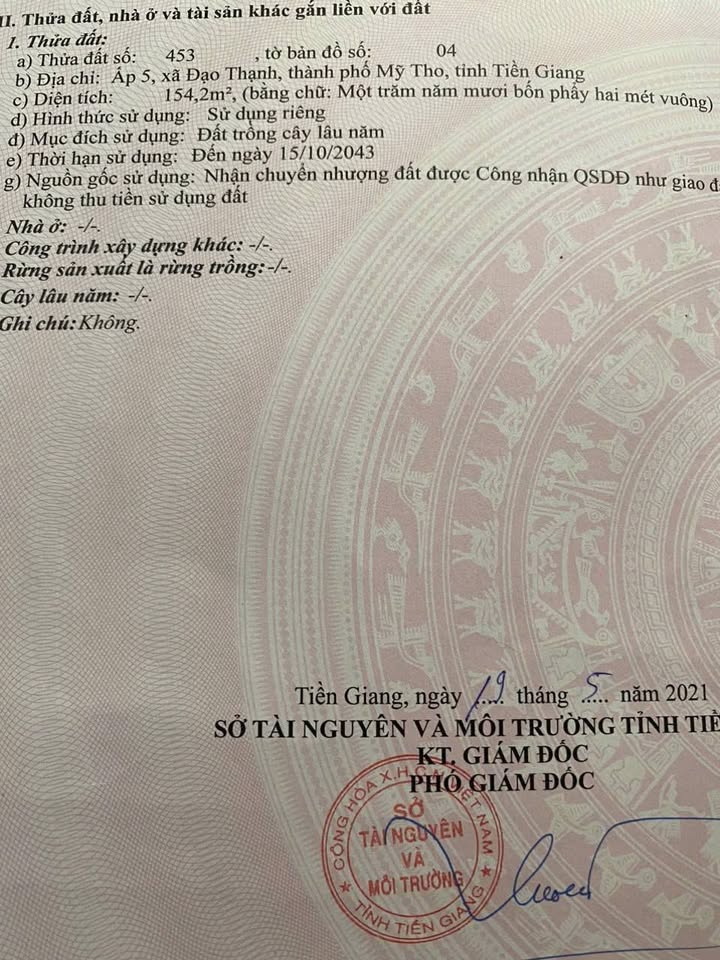 II. Thửa đất, nhà ở và tài sản khác gắn liền với đất
1. Thửa đất:
a) Thửa đất số: 453 , tờ bản đồ số: 04
b) Địa chỉ: Ấp 5, xã Đạo Thạnh, thành phố Mỹ Tho, tỉnh Tiền Giang
c) Diện tích: 154,2m², (bằng chữ: Một trăm năm mươi bốn phẩy hai mét vuông)
d) Hình thức sử dụng: Sử dụng riêng
đ) Mục đích sử dụng: Đất trồng cây lâu năm
e) Thời hạn sử dụng: Đến ngày 15/10/2043
g) Nguồn gốc sử dụng: Nhận chuyển nhượng đất được Công nhận QSDĐ như giao đ
không thu tiền sử dụng đất
Nhà ở: -/-.
Công trình xây dựng khác: -/-.
Rừng sản xuất là rừng trồng: -/-.
Cây lâu năm: -/-.
Ghi chú: Không.
Tiền Giang, ngày 19 tháng 5 năm 2021
SỞ TÀI NGUYÊN VÀ MÔI TRƯỜNG TỈNH TIỀ
KT. GIÁM ĐỐC
PHÓ GIÁM ĐỐC
CỘNG HÒA X.H.C.N VIỆT NAM
SỞ
TÀI NGUYÊN
VÀ
MÔI TRƯỜNG
TỈNH TIỀN GIANG